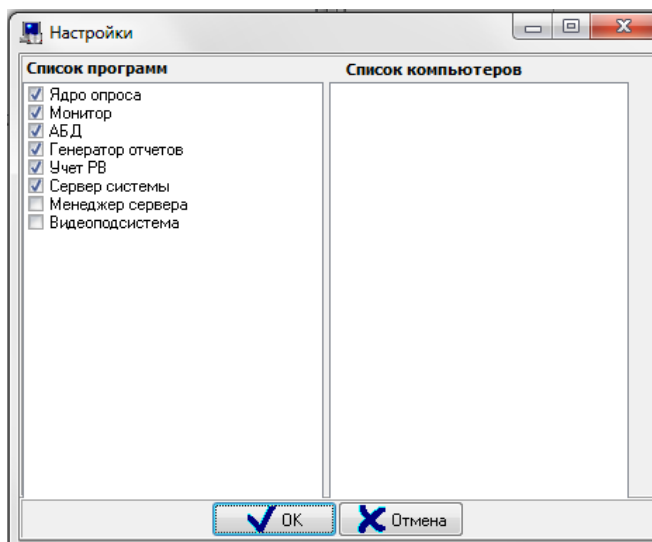 Настройки
Список программ
Список компьютеров
Ядро опроса
Монитор
АБД
Генератор отчетов
Учет РВ
Сервер системы
Менеджер сервера
Видеоподсистема
OK
Отмена